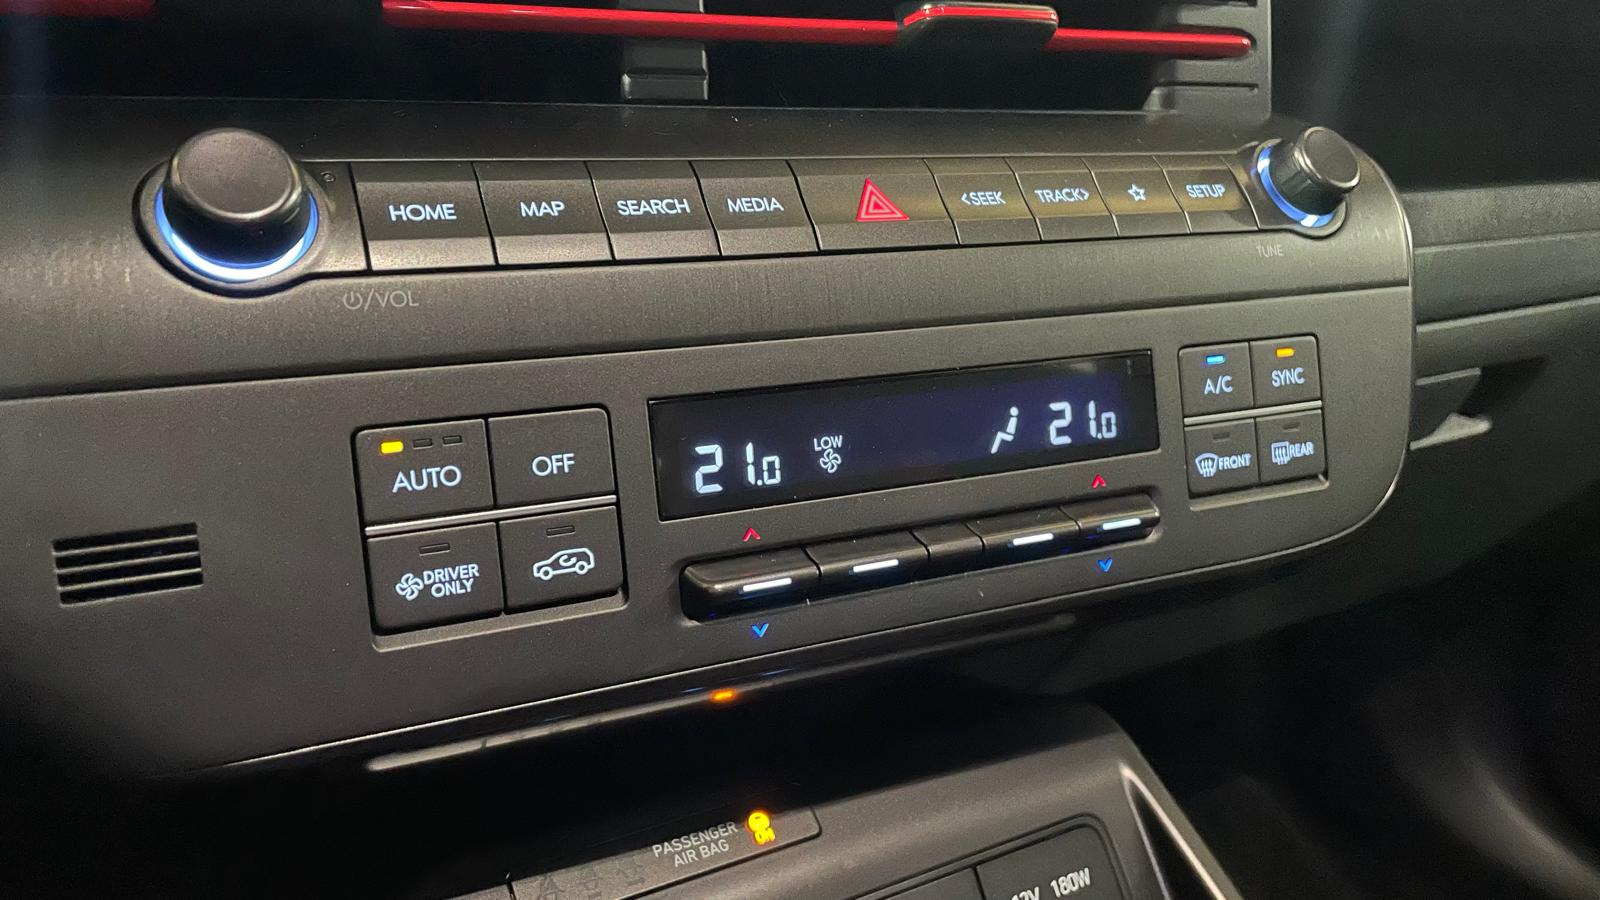 HOME
MAP
SEARCH
MEDIA
<SEEK
TRACK>
SETUP
/VOL
TUNE
AUTO
OFF
DRIVER
ONLY
21.0
LOW
21.0
A/C
SYNC
FRONT
REAR
PASSENGER
AIR BAG
ON
180W